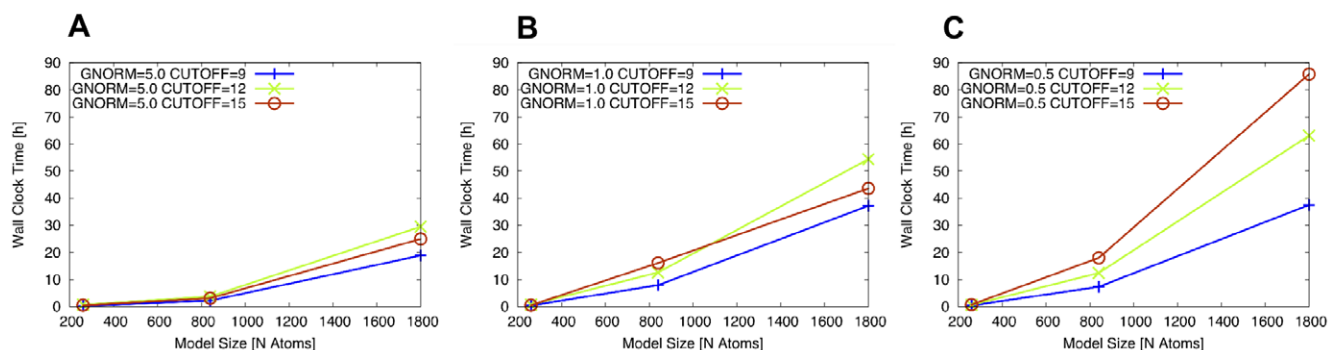 A
90
80
70
60
50
40
30
20
10
0
Wall Clock Time [h]
GNORM=5.0 CUTOFF=9
GNORM=5.0 CUTOFF=12
GNORM=5.0 CUTOFF=15
200 400 600 800 1000 1200 1400 1600 1800
Model Size [N Atoms]
B
90
80
70
60
50
40
30
20
10
0
Wall Clock Time [h]
GNORM=1.0 CUTOFF=9
GNORM=1.0 CUTOFF=12
GNORM=1.0 CUTOFF=15
200 400 600 800 1000 1200 1400 1600 1800
Model Size [N Atoms]
C
90
80
70
60
50
40
30
20
10
0
Wall Clock Time [h]
GNORM=0.5 CUTOFF=9
GNORM=0.5 CUTOFF=12
GNORM=0.5 CUTOFF=15
200 400 600 800 1000 1200 1400 1600 1800
Model Size [N Atoms]